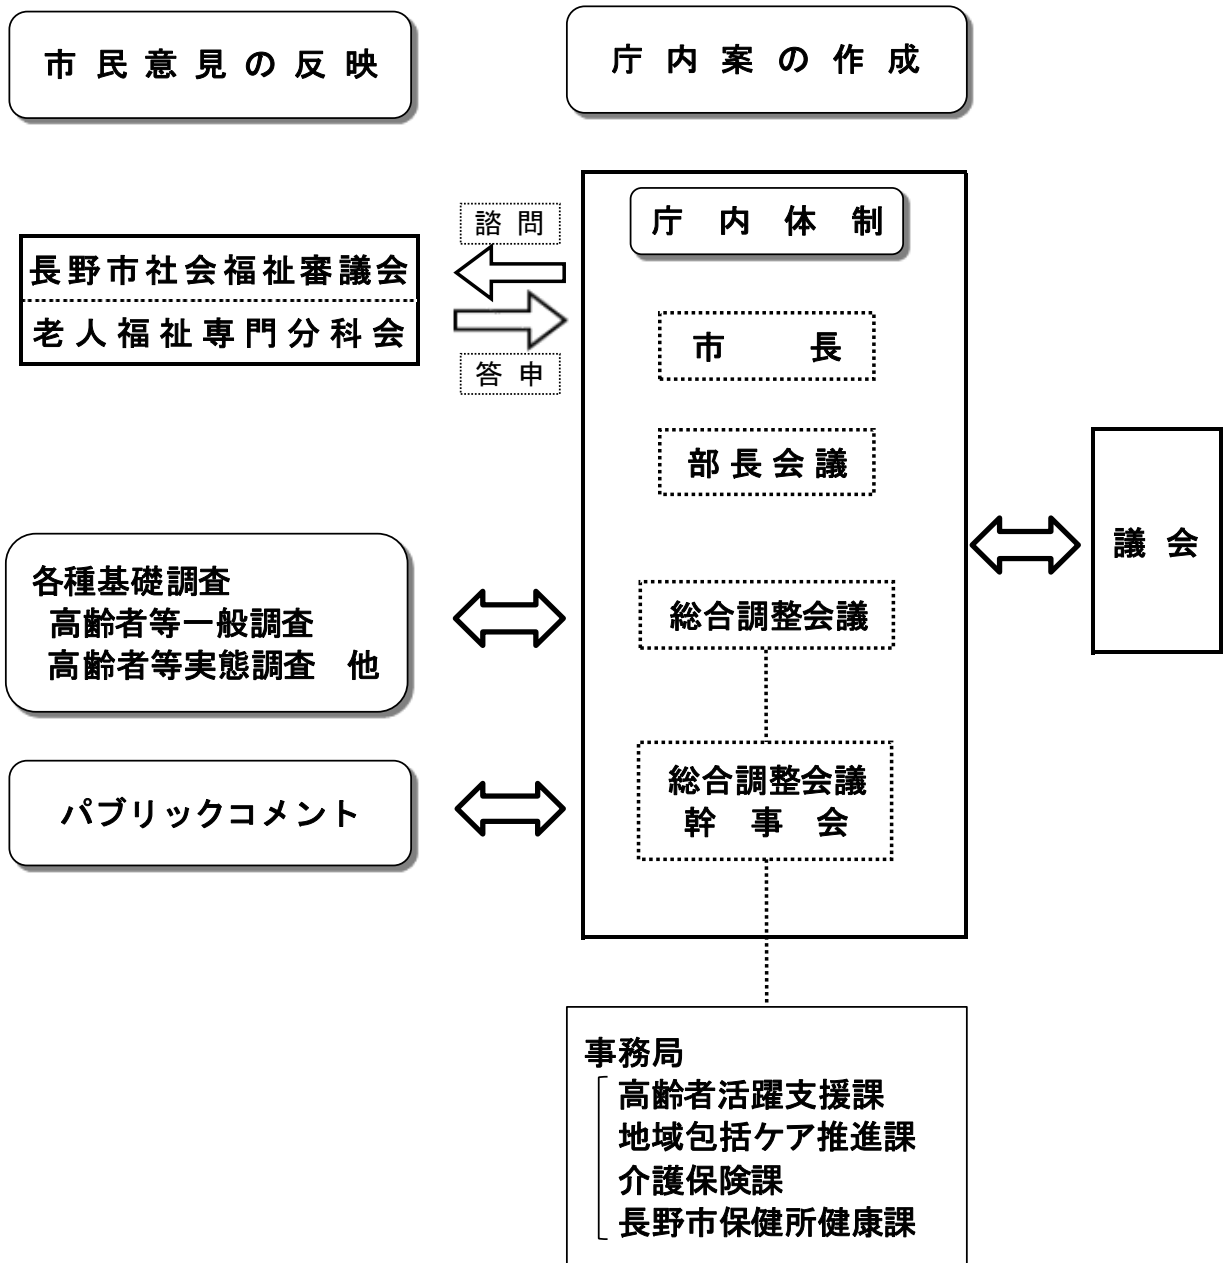 市民意見の反映
庁内案の作成
諮問
長野市社会福祉審議会
老人福祉専門分科会
答申
各種基礎調査
高齢者等一般調査
高齢者等実態調査　他
パブリックコメント
庁内体制
市長
部長会議
総合調整会議
総合調整会議
幹事会
議会
事務局
高齢者活躍支援課
地域包括ケア推進課
介護保険課
長野市保健所健康課